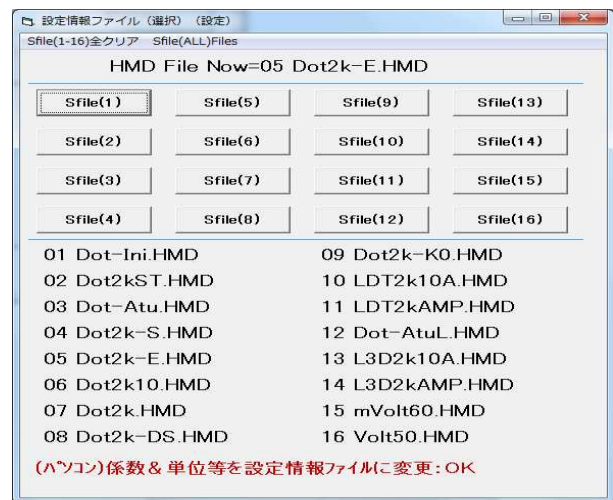 設定情報ファイル（選択）（設定）
Sfile(1-16)全クリア Sfile(ALL)Files
HMD File Now=05 Dot2k-E.HMD
Sfile(1) Sfile(5) Sfile(9) Sfile(13)
Sfile(2) Sfile(6) Sfile(10) Sfile(14)
Sfile(3) Sfile(7) Sfile(11) Sfile(15)
Sfile(4) Sfile(8) Sfile(12) Sfile(16)
01 Dot-Ini.HMD 09 Dot2k-K0.HMD
02 Dot2kST.HMD 10 LDT2k10A.HMD
03 Dot-Atu.HMD 11 LDT2kAMP.HMD
04 Dot2k-S.HMD 12 Dot-AtuL.HMD
05 Dot2k-E.HMD 13 L3D2k10A.HMD
06 Dot2k10.HMD 14 L3D2kAMP.HMD
07 Dot2k.HMD 15 mVolt60.HMD
08 Dot2k-DS.HMD 16 Volt50.HMD
(ﾊﾟｿｺﾝ)係数&単位等を設定情報ﾌｧｲﾙに変更:OK